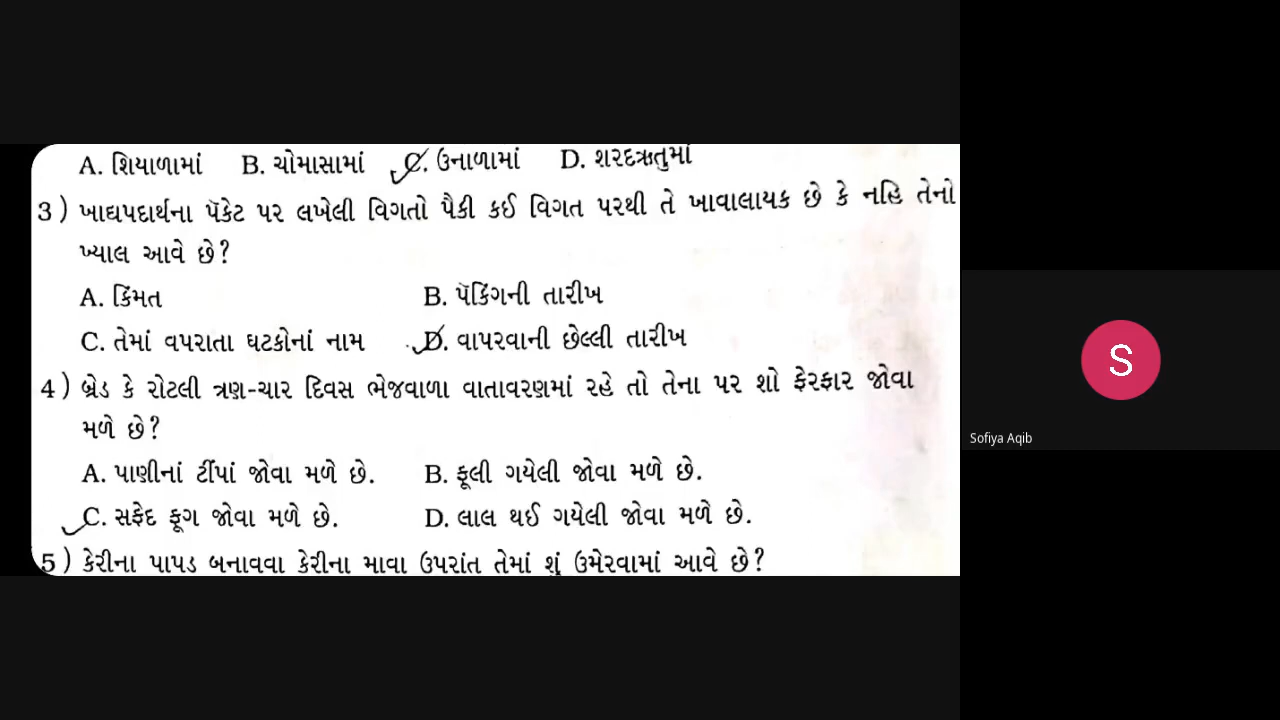 A. શિયાળામાં B. ચોમાસામાં C. ઉનાળામાં D. શરદઋતુમાં
3) ખાદ્યપદાર્થના પૅકેટ પર લખેલી વિગતો પૈકી કઈ વિગત પરથી તે ખાવાલાયક છે કે નહિ તેનો
ખ્યાલ આવે છે?
A. કિંમત B. પૅકિંગની તારીખ
C. તેમાં વપરાતા ઘટકોનાં નામ D. વાપરવાની છેલ્લી તારીખ
4) બ્રેડ કે રોટલી ત્રણ-ચાર દિવસ ભેજવાળા વાતાવરણમાં રહે તો તેના પર શો ફેરફાર જોવા
મળે છે?
A. પાણીનાં ટીંપાં જોવા મળે છે. B. ફૂલી ગયેલી જોવા મળે છે.
C. સફેદ ફૂગ જોવા મળે છે. D. લાલ થઈ ગયેલી જોવા મળે છે.
5) કેરીના પાપડ બનાવવા કેરીના માવા ઉપરાંત તેમાં શું ઉમેરવામાં આવે છે?
S
Sofiya Aqib